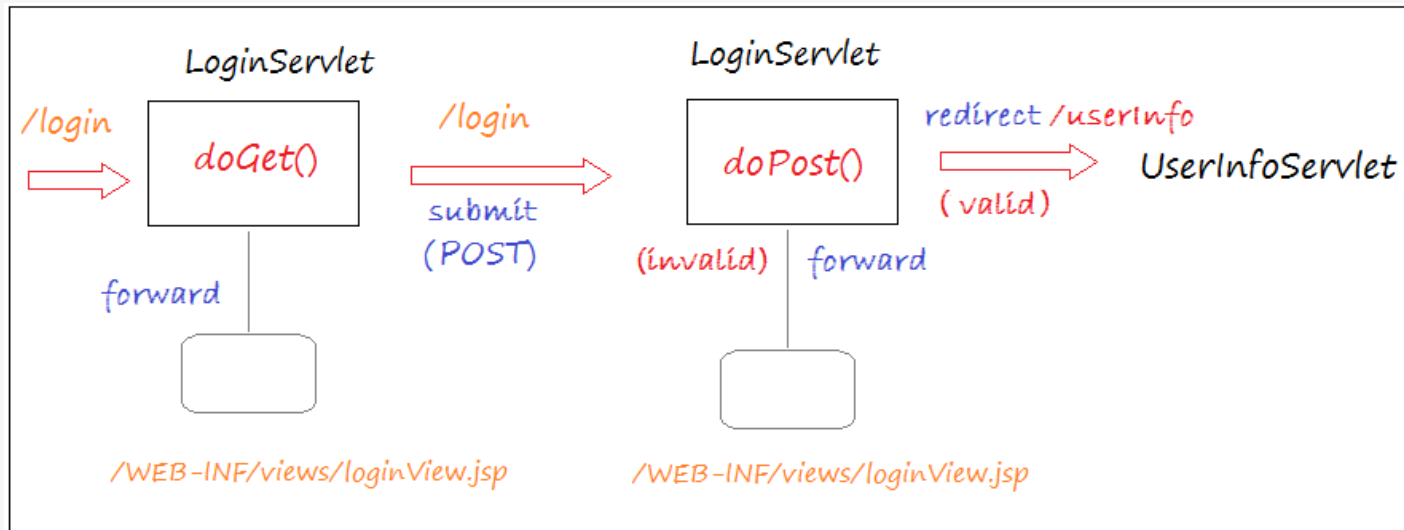 LoginServlet
/login
doGet()
forward
/WEB-INF/views/loginView.jsp
/login
submit
(POST)
LoginServlet
doPost()
(invalid) forward
/WEB-INF/views/loginView.jsp
redirect /userInfo
(valid)
UserInfoServlet